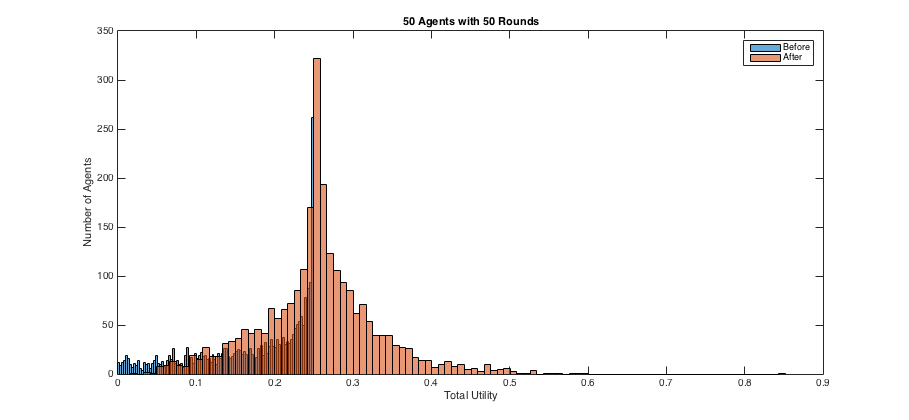 50 Agents with 50 Rounds
Before
After
350
300
250
200
150
100
50
0
Number of Agents
0 0.1 0.2 0.3 0.4 0.5 0.6 0.7 0.8 0.9
Total Utility